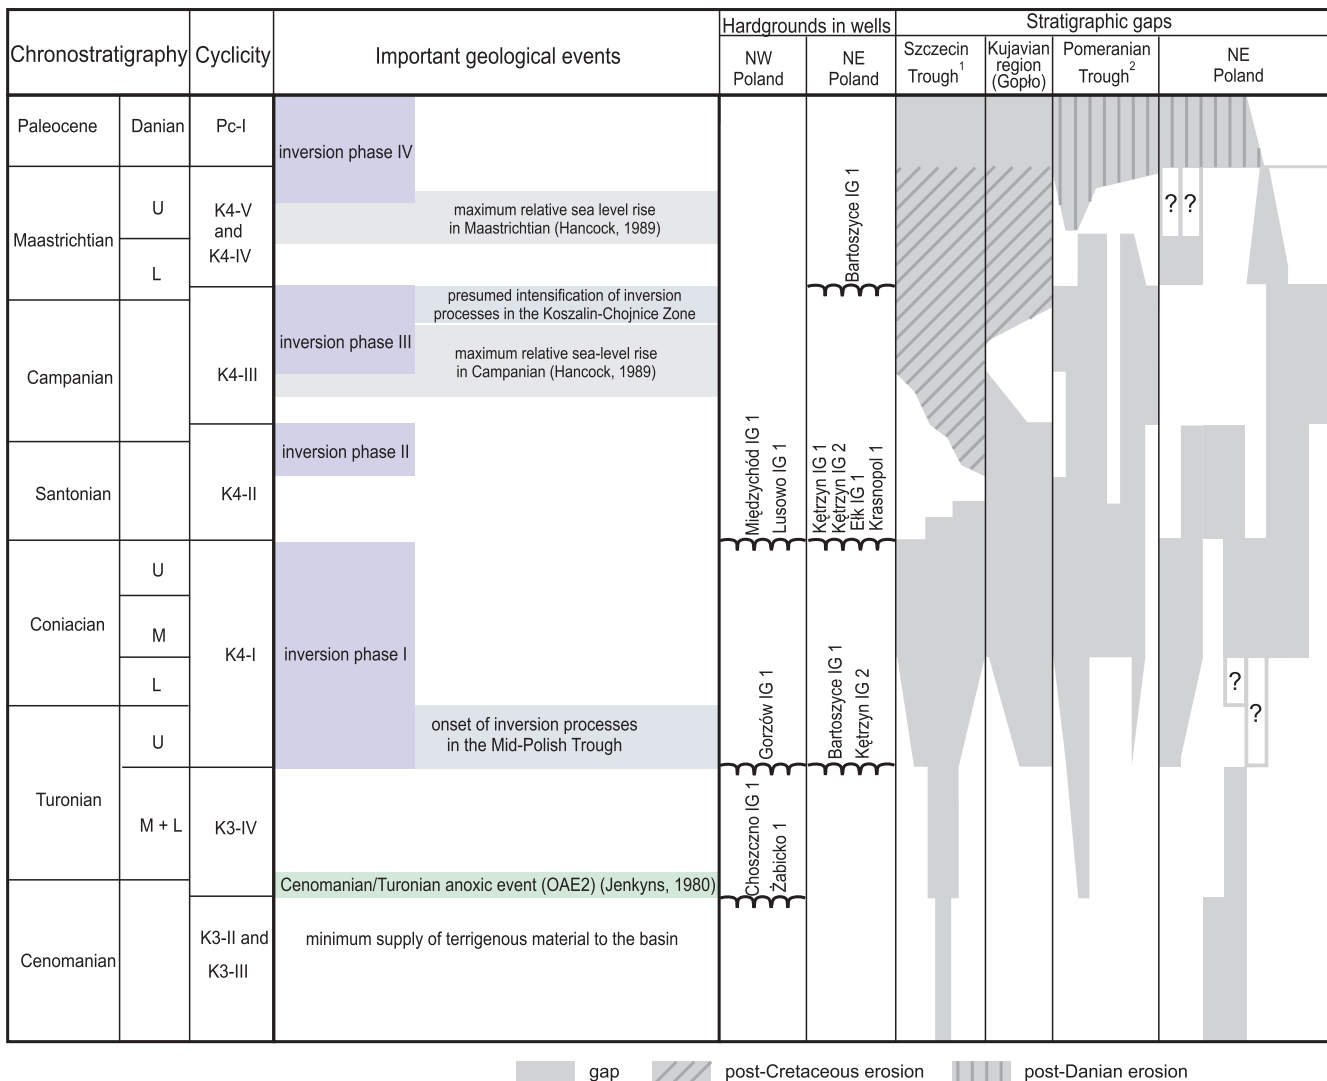 Chronostratigraphy
Cyclicity
Important geological events
Hardgrounds in wells
NW
Poland
NE
Poland
Stratigraphic gaps
Szczecin
Trough1
Kujavian
region
(Gopło)
Pomeranian
Trough2
NE
Poland
Paleocene
Danian
Pc-I
Maastrichtian
U
L
K4-V
and
K4-IV
Campanian
K4-III
Santonian
K4-II
Coniacian
U
M
L
K4-I
Turonian
U
M + L
K3-IV
Cenomanian
K3-II and
K3-III
inversion phase IV
maximum relative sea level rise
in Maastrichtian (Hancock, 1989)
presumed intensification of inversion
processes in the Koszalin-Chojnice Zone
inversion phase III
maximum relative sea-level rise
in Campanian (Hancock, 1989)
inversion phase II
inversion phase I
onset of inversion processes
in the Mid-Polish Trough
Cenomanian/Turonian anoxic event (OAE2) (Jenkyns, 1980)
minimum supply of terrigenous material to the basin
Międzychód IG 1
Lusowo IG 1
Gorzów IG 1
Choszczno IG 1
Żabicko 1
Bartoszyce IG 1
Kętrzyn IG 1
Kętrzyn IG 2
Ełk IG 1
Krasnopol 1
Bartoszyce IG 1
Kętrzyn IG 2
? ?
?
?
gap
post-Cretaceous erosion
post-Danian erosion